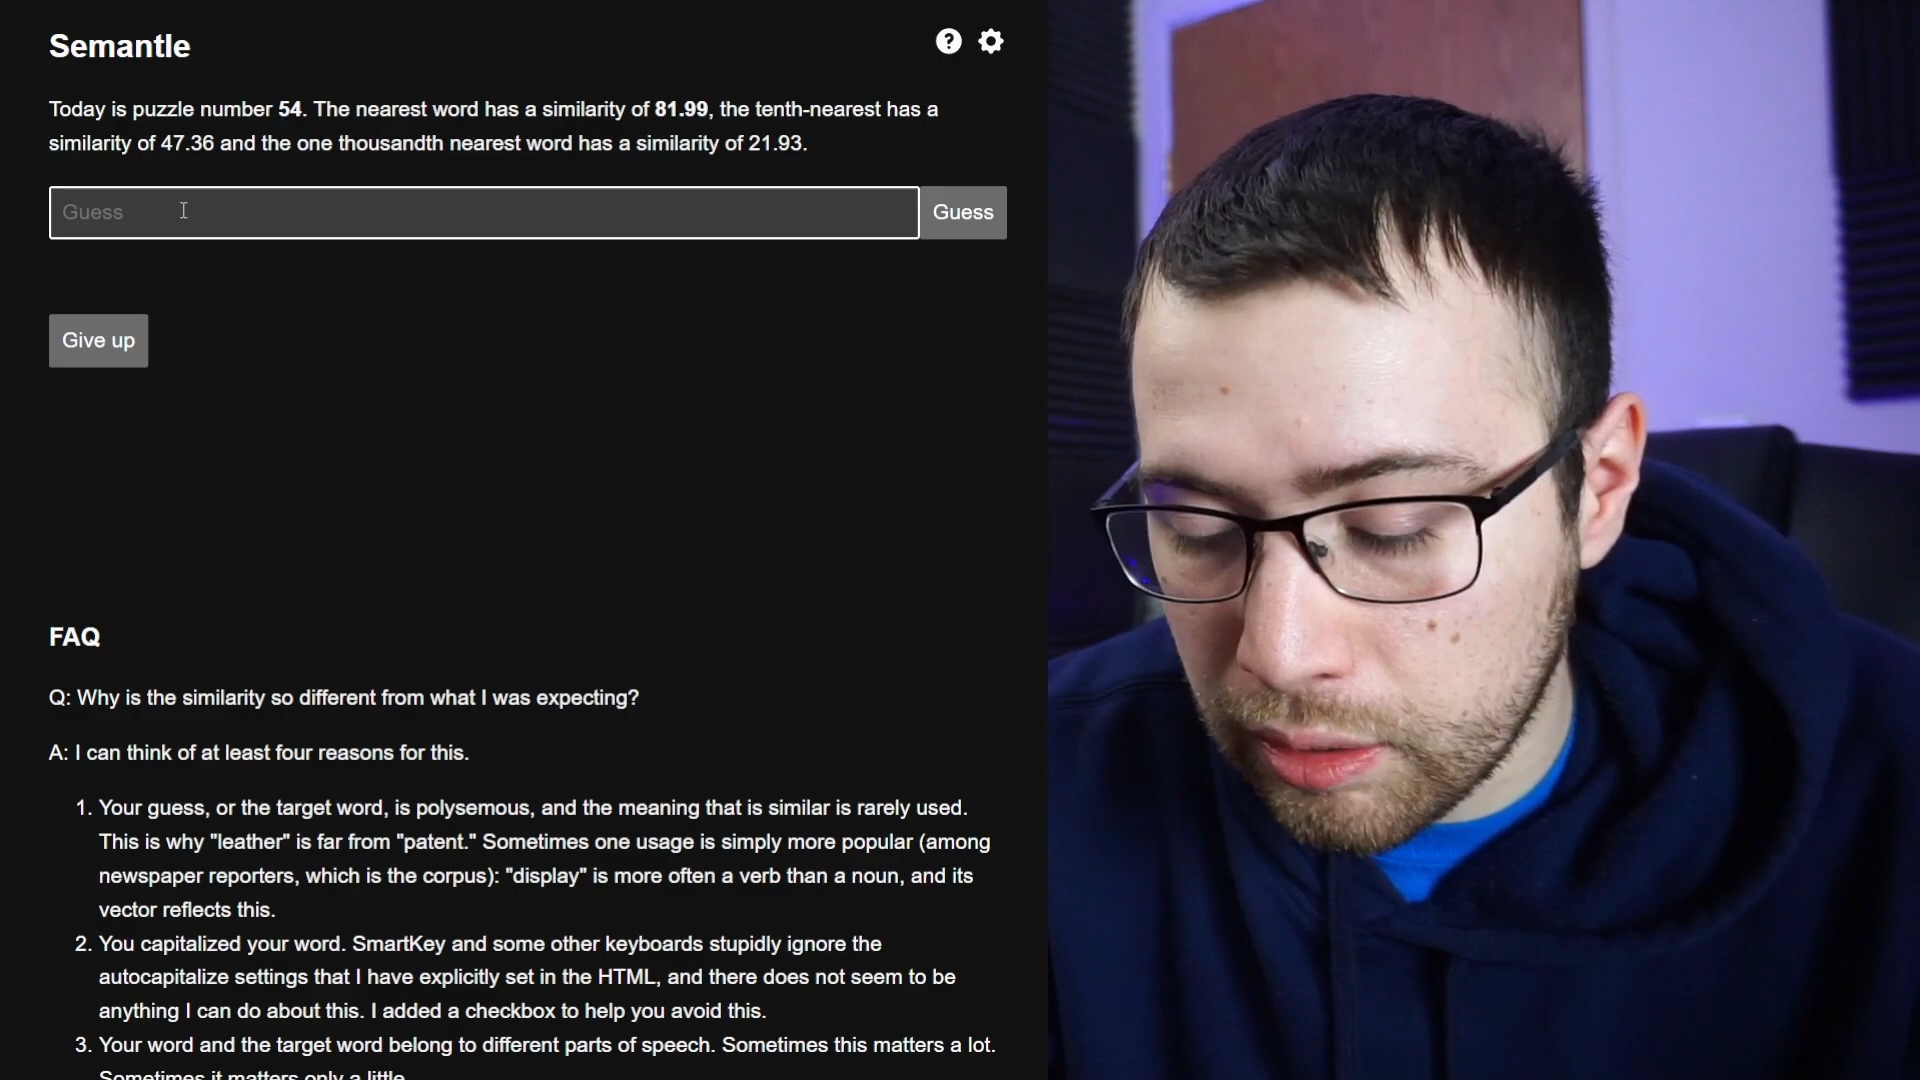 Semantle
Today is puzzle number 54. The nearest word has a similarity of 81.99, the tenth-nearest has a
similarity of 47.36 and the one thousandth nearest word has a similarity of 21.93.
Guess
Guess
Give up
FAQ
Q: Why is the similarity so different from what I was expecting?
A: I can think of at least four reasons for this.
1. Your guess, or the target word, is polysemous, and the meaning that is similar is rarely used.
This is why "leather" is far from "patent." Sometimes one usage is simply more popular (among
newspaper reporters, which is the corpus): "display" is more often a verb than a noun, and its
vector reflects this.
2. You capitalized your word. SmartKey and some other keyboards stupidly ignore the
autocapitalize settings that I have explicitly set in the HTML, and there does not seem to be
anything I can do about this. I added a checkbox to help you avoid this.
3. Your word and the target word belong to different parts of speech. Sometimes this matters a lot.
Sometimes it matters only a little.